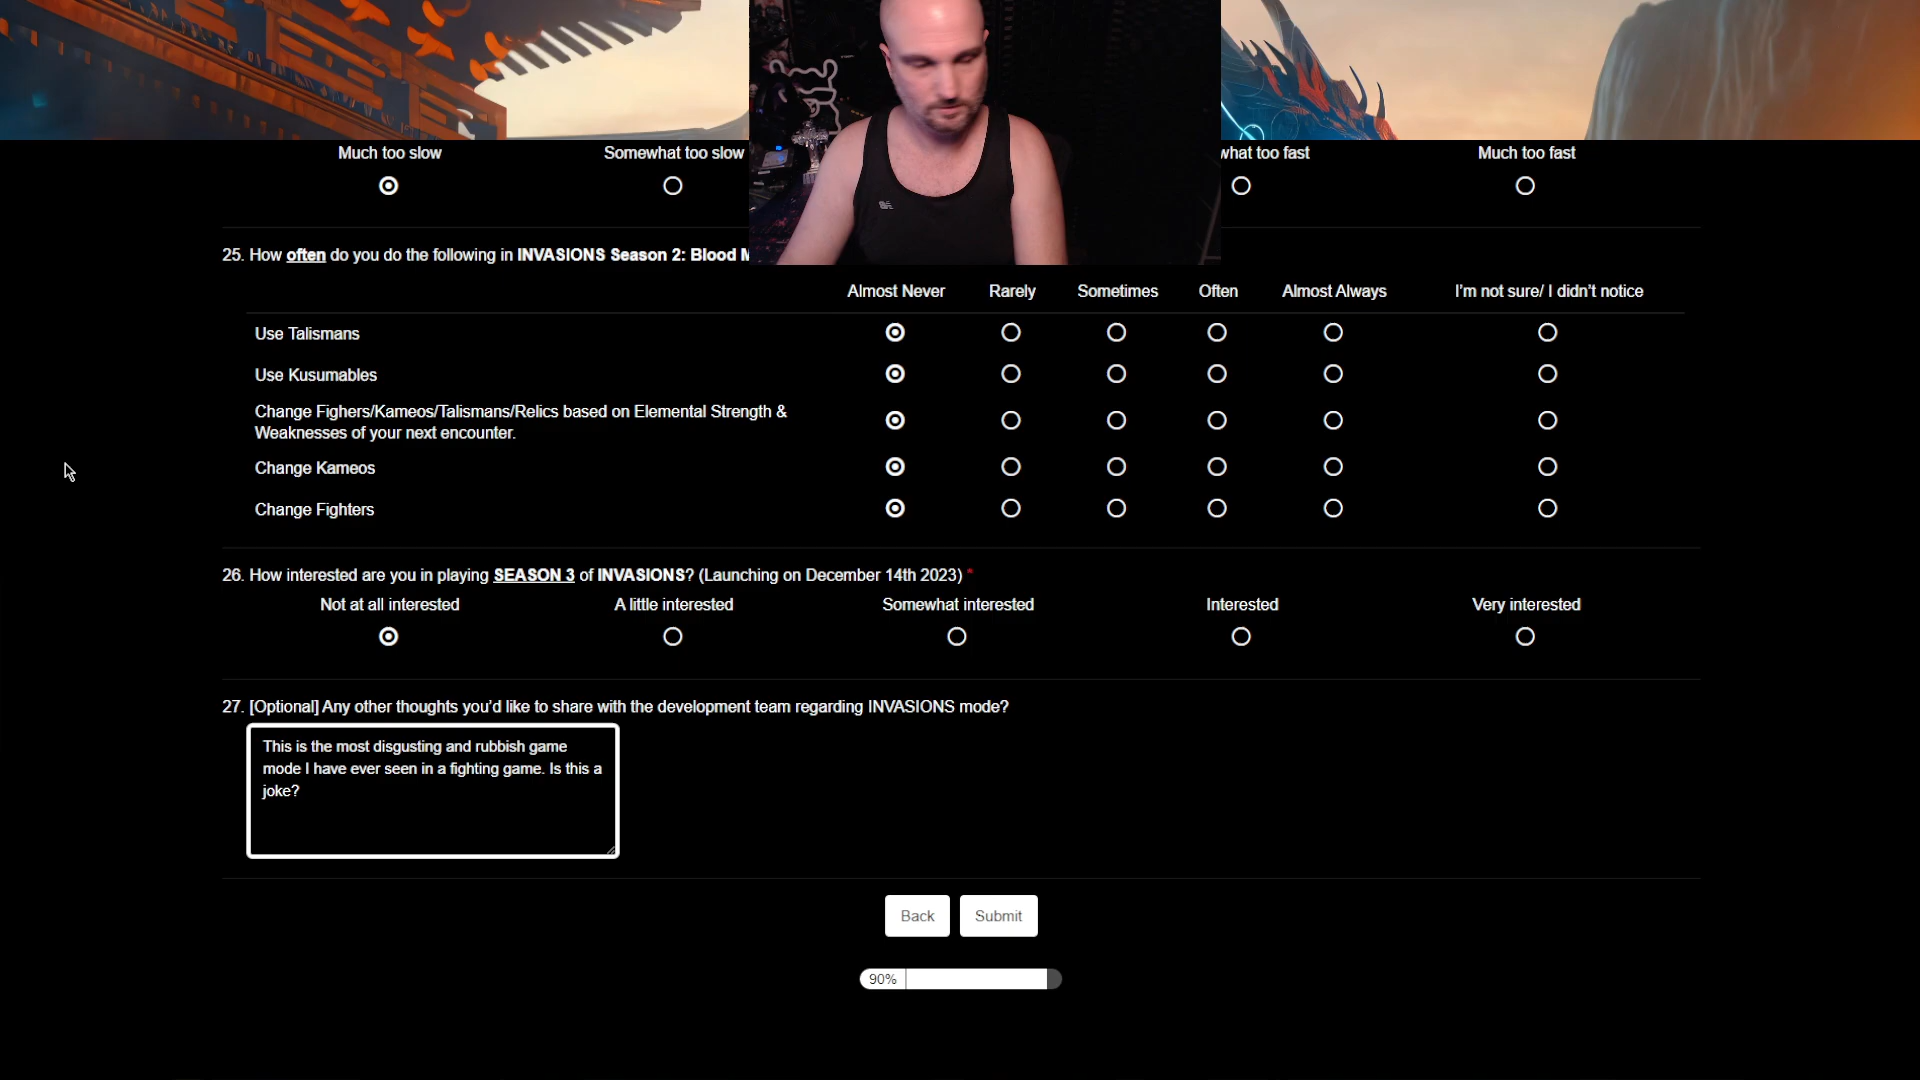 Much too slow
Somewhat too slow
what too fast
Much too fast
25. How often do you do the following in INVASIONS Season 2: Blood M
Almost Never
Rarely
Sometimes
Often
Almost Always
I'm not sure/ I didn't notice
Use Talismans
Use Kusumables
Change Fighers/Kameos/Talismans/Relics based on Elemental Strength &
Weaknesses of your next encounter.
Change Kameos
Change Fighters
26. How interested are you in playing SEASON 3 of INVASIONS? (Launching on December 14th 2023) *
Not at all interested
A little interested
Somewhat interested
Interested
Very interested
27. [Optional] Any other thoughts you'd like to share with the development team regarding INVASIONS mode?
This is the most disgusting and rubbish game
mode I have ever seen in a fighting game. Is this a
joke?
Back
Submit
90%